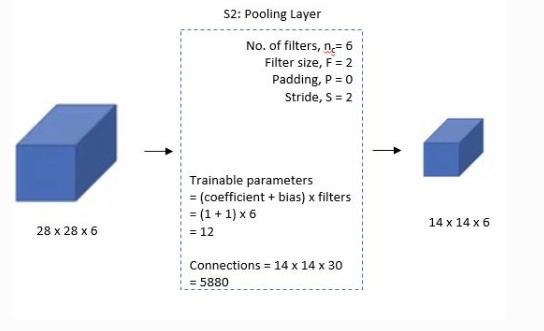 S2: Pooling Layer
No. of filters, nc= 6
Filter size, F = 2
Padding, P = 0
Stride, S = 2
Trainable parameters
= (coefficient + bias) x filters
= (1 + 1) x 6
= 12
Connections = 14 x 14 x 30
= 5880
28 x 28 x 6
14 x 14 x 6